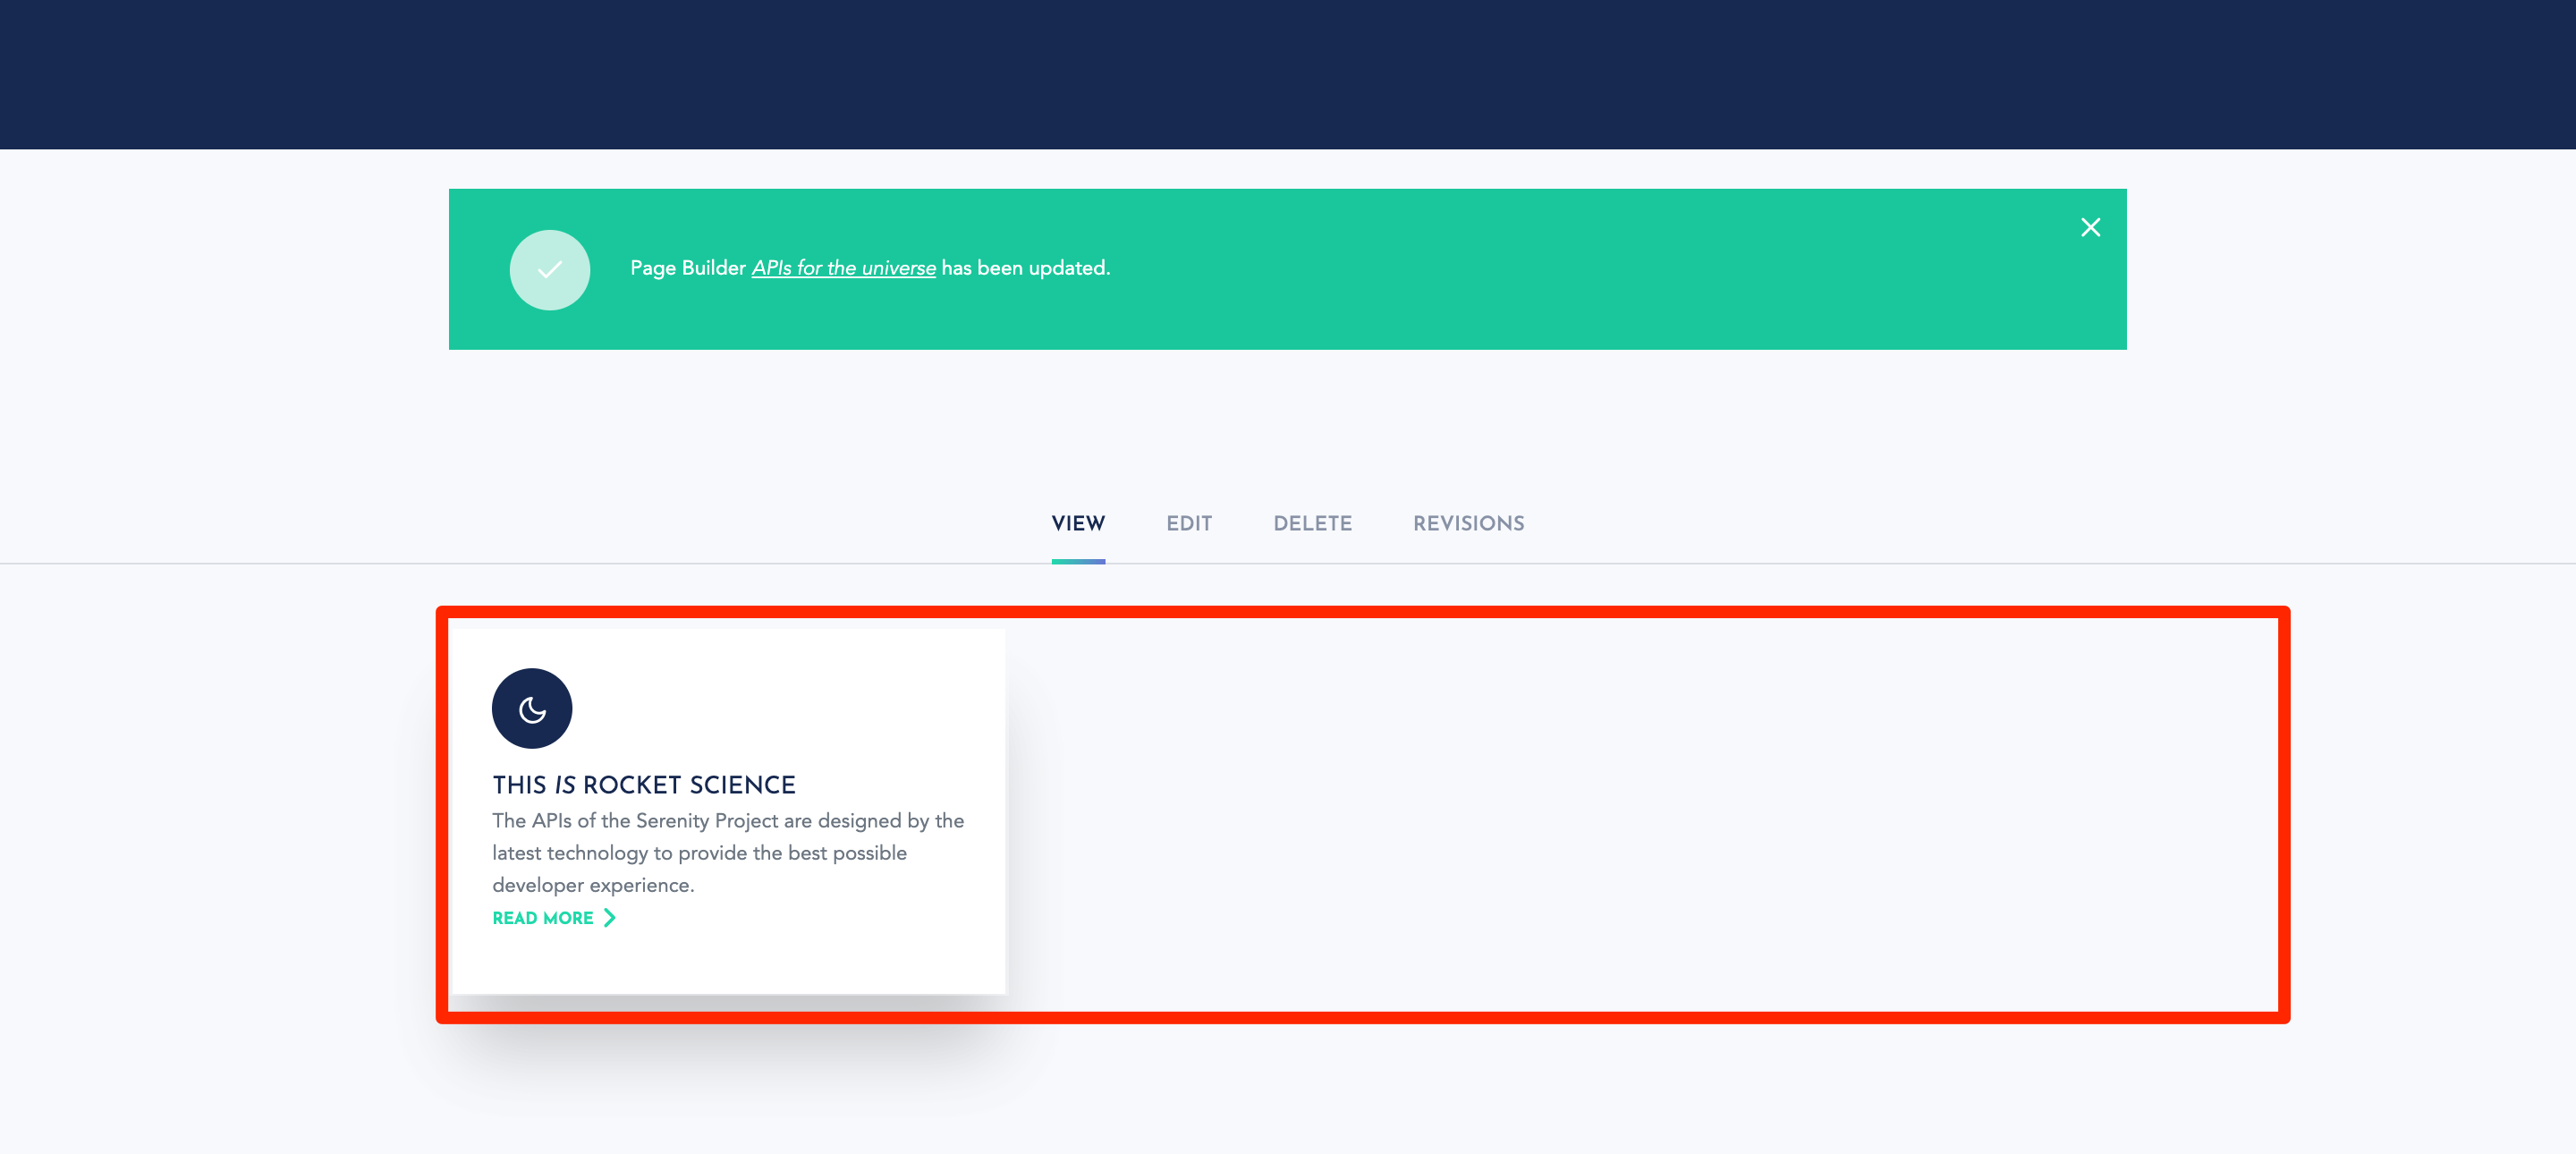 Page Builder APIs for the universe has been updated.
VIEW EDIT DELETE REVISIONS
THIS IS ROCKET SCIENCE
The APIs of the Serenity Project are designed by the
latest technology to provide the best possible
developer experience.
READ MORE